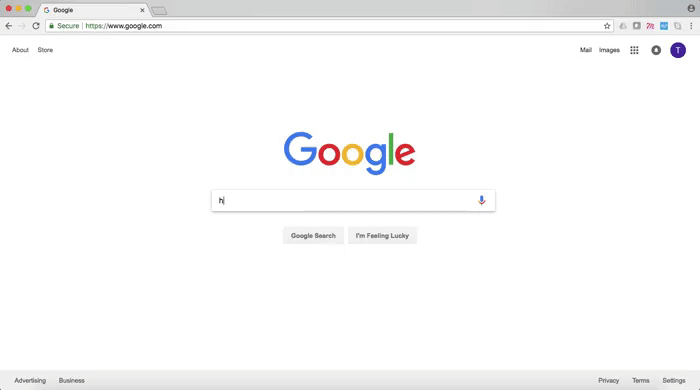 Google
Secure https://www.google.com
About Store
Mail Images T
Google
h
Google Search I'm Feeling Lucky
Advertising Business
Privacy Terms Settings